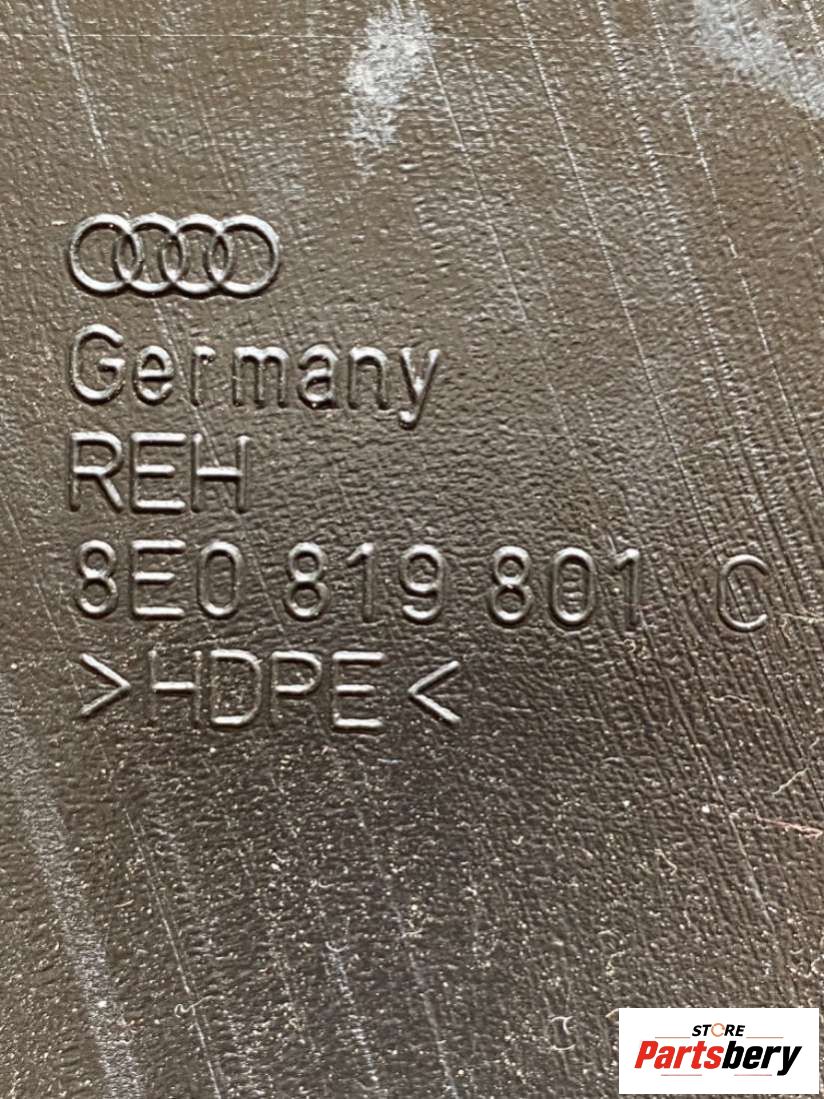 Germany
REH
8E0 819 801 C
>HDPE<
STORE
Partsbery